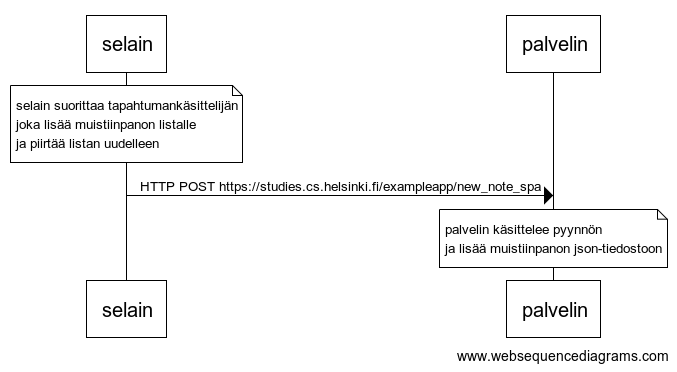 selain
palvelin
selain suorittaa tapahtumankäsittelijän
joka lisää muistiinpanon listalle
ja piirtää listan uudelleen
HTTP POST https://studies.cs.helsinki.fi/exampleapp/new_note_spa
palvelin käsittelee pyynnön
ja lisää muistiinpanon json-tiedostoon
selain
palvelin
www.websequencediagrams.com